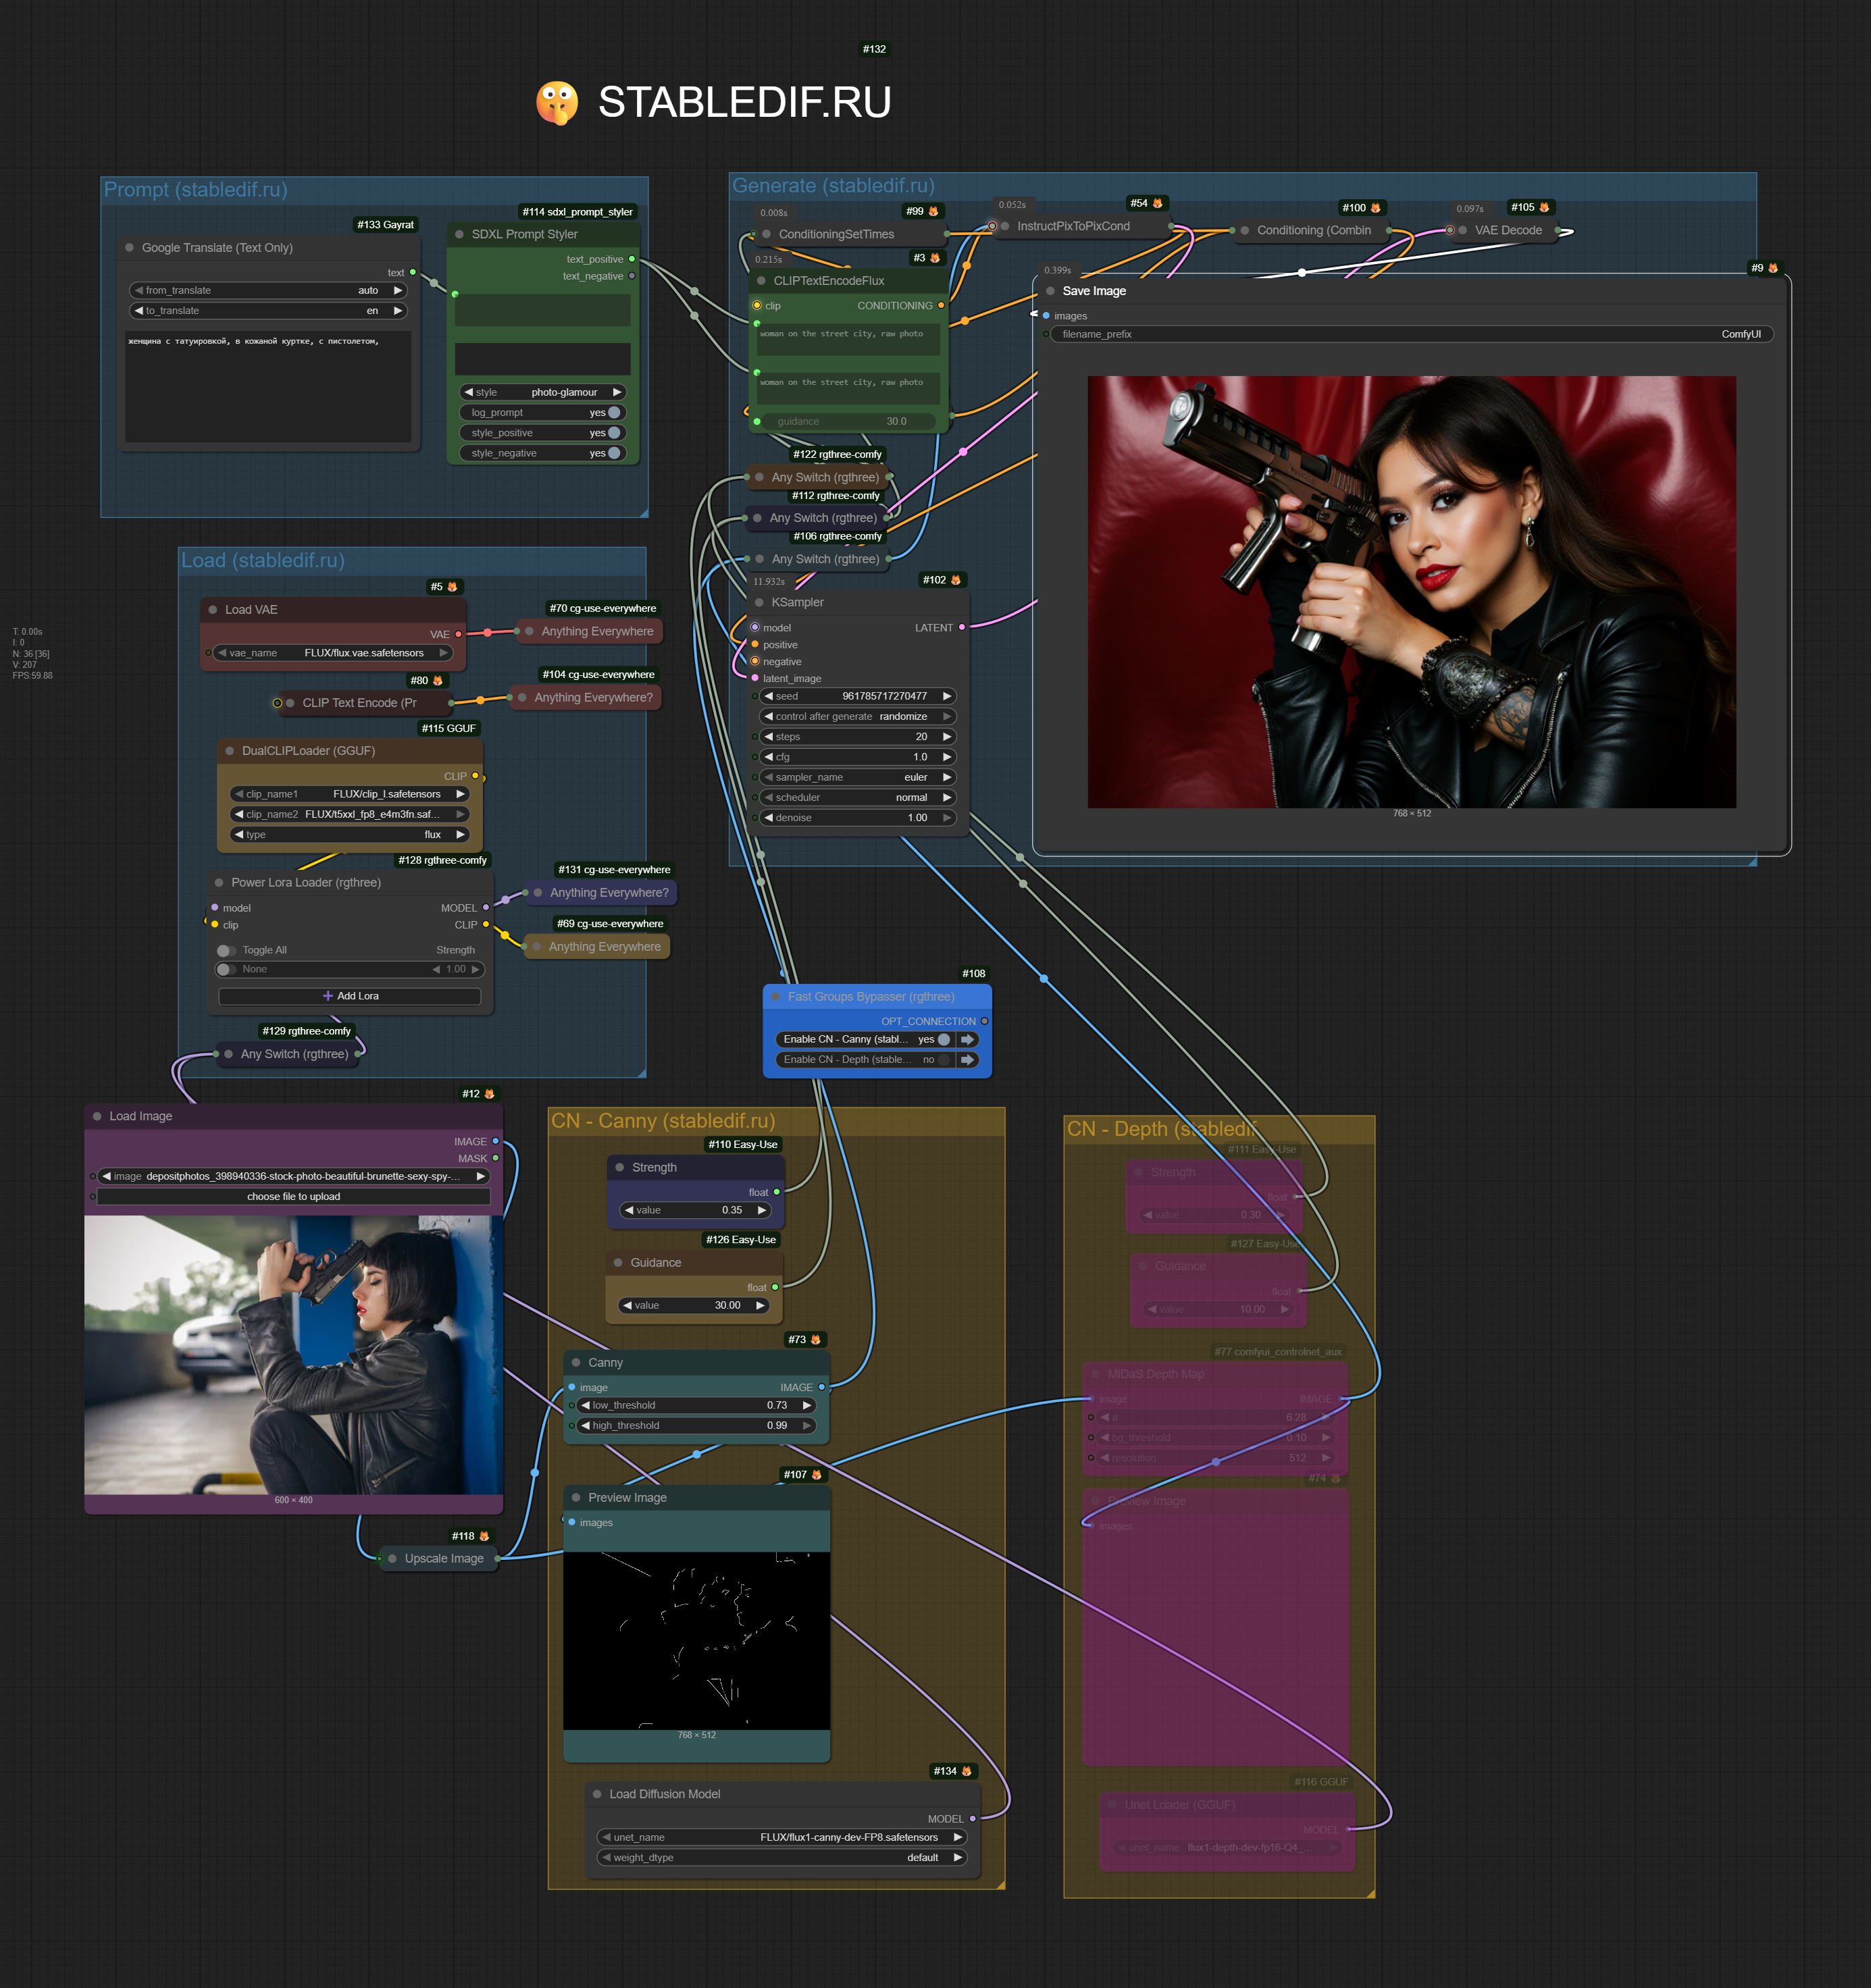 #132
🤫 STABLEDIF.RU
Prompt (stabledif.ru)
#133 Gayrat
Google Translate (Text Only)
text
from_translate auto
to_translate en
женщина с татуировкой, в кожаной куртке, с пистолетом,
#114 sdxl_prompt_styler
SDXL Prompt Styler
text_positive
text_negative
style photo-glamour
log_prompt yes
style_positive yes
style_negative yes
Generate (stabledif.ru)
0.008s
#99
ConditioningSetTimes
0.052s
#54
InstructPixToPixCond
#100
Conditioning (Combin
0.097s
#105
VAE Decode
0.215s
#3
CLIPTextEncodeFlux
clip CONDITIONING
woman on the street city, raw photo
woman on the street city, raw photo
guidance 30.0
#122 rgthree-comfy
Any Switch (rgthree)
#112 rgthree-comfy
Any Switch (rgthree)
#106 rgthree-comfy
Any Switch (rgthree)
11.932s
#102
KSampler
model LATENT
positive
negative
latent_image
seed 961785717270477
control after generate randomize
steps 20
cfg 1.0
sampler_name euler
scheduler normal
denoise 1.00
0.399s
#9
Save Image
images
filename_prefix ComfyUI
768 × 512
Load (stabledif.ru)
#5
Load VAE
VAE
vae_name FLUX/flux.vae.safetensors
#70 cg-use-everywhere
Anything Everywhere
#80
CLIP Text Encode (Pr
#104 cg-use-everywhere
Anything Everywhere?
#115 GGUF
DualCLIPLoader (GGUF)
CLIP
clip_name1 FLUX/clip_l.safetensors
clip_name2 FLUX/t5xxl_fp8_e4m3fn.saf...
type flux
#128 rgthree-comfy
Power Lora Loader (rgthree)
model MODEL
clip CLIP
Toggle All Strength
None 1.00
+ Add Lora
#131 cg-use-everywhere
Anything Everywhere?
#69 cg-use-everywhere
Anything Everywhere
#129 rgthree-comfy
Any Switch (rgthree)
T: 0.00s
I: 0
N: 36 [36]
V: 207
FPS:59.88
#108
Fast Groups Bypasser (rgthree)
OPT_CONNECTION
Enable CN - Canny (stabl... yes
Enable CN - Depth (stable... no
#12
Load Image
IMAGE
MASK
image depositphotos_398940336-stock-photo-beautiful-brunette-sexy-spy-...
choose file to upload
600 × 400
#118
Upscale Image
CN - Canny (stabledif.ru)
#110 Easy-Use
Strength
float
value 0.35
#126 Easy-Use
Guidance
float
value 30.00
#73
Canny
image IMAGE
low_threshold 0.73
high_threshold 0.99
#107
Preview Image
images
768 × 512
#134
Load Diffusion Model
MODEL
unet_name FLUX/flux1-canny-dev-FP8.safetensors
weight_dtype default
CN - Depth (stabledif
#111 Easy-Use
Strength
float
value 0.30
#127 Easy-Use
Guidance
float
value 10.00
#77 comfyui_controlnet_aux
MiDaS Depth Map
image IMAGE
a 6.28
bg_threshold 0.10
resolution 512
#74
Preview Image
images
#116 GGUF
Unet Loader (GGUF)
MODEL
unet_name flux1-depth-dev-fp16-Q4_...